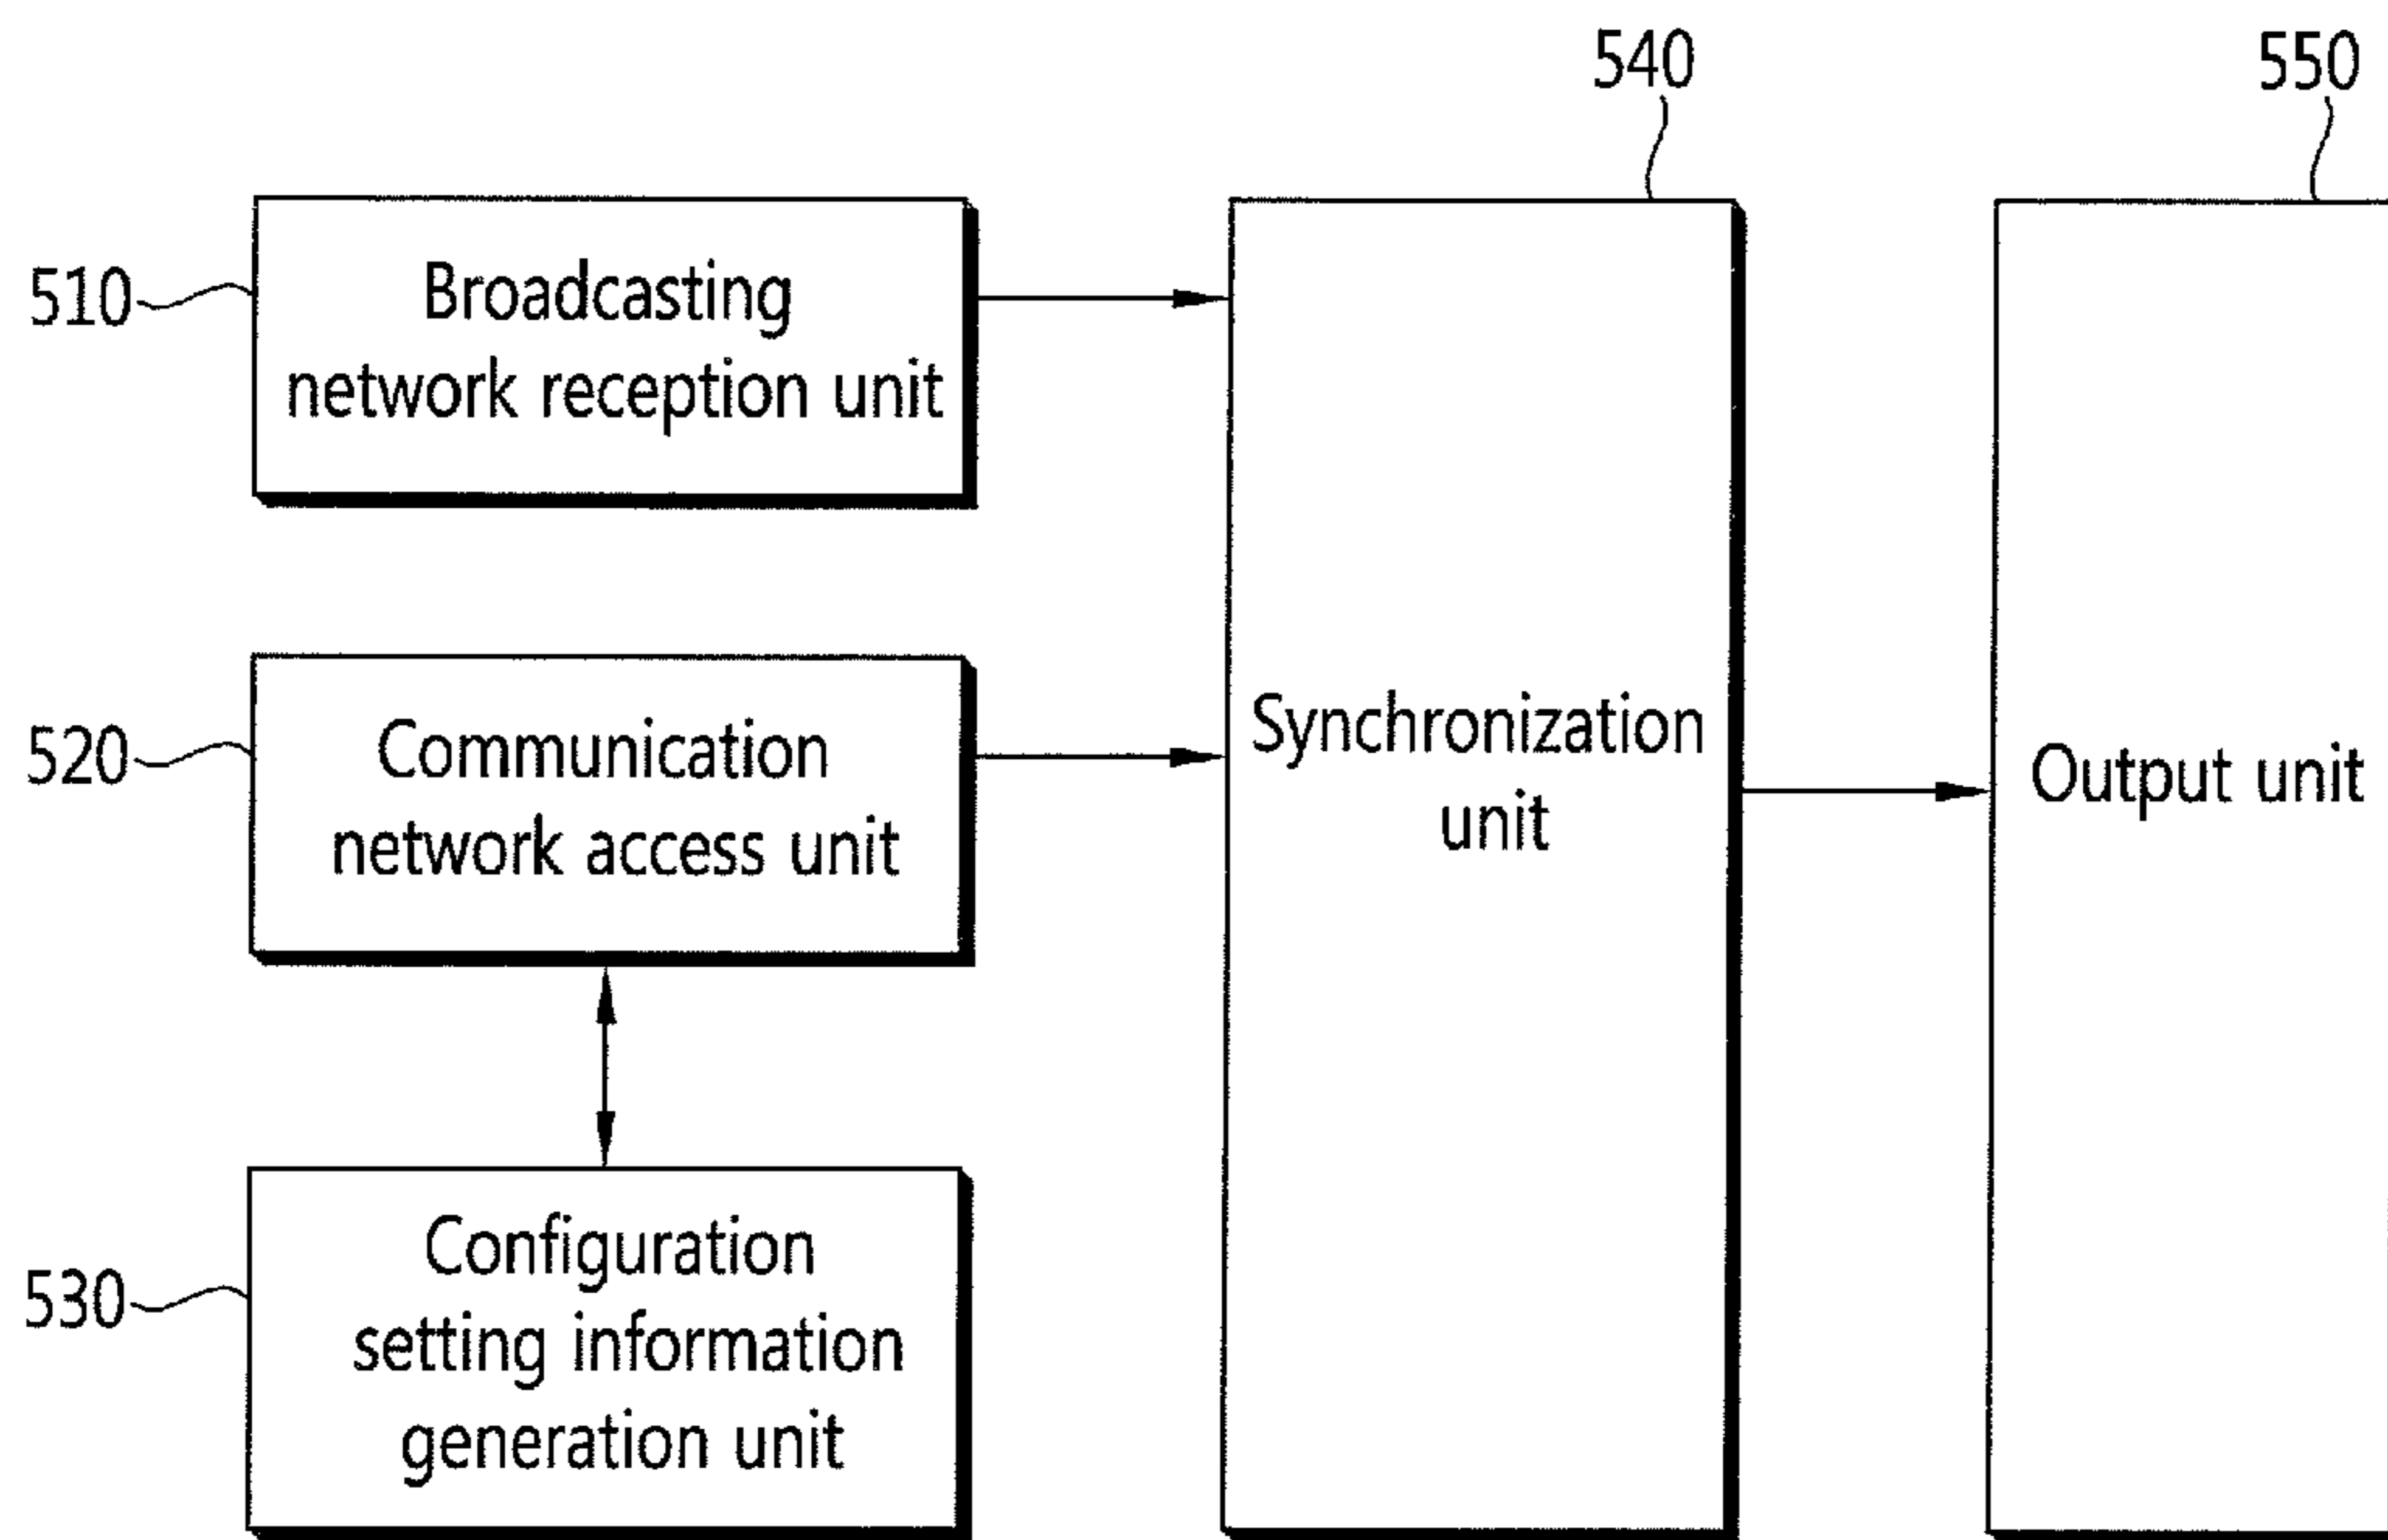 540
550
510
Broadcasting
network reception unit
520
Communication
network access unit
Synchronization
unit
Output unit
530
Configuration
setting information
generation unit